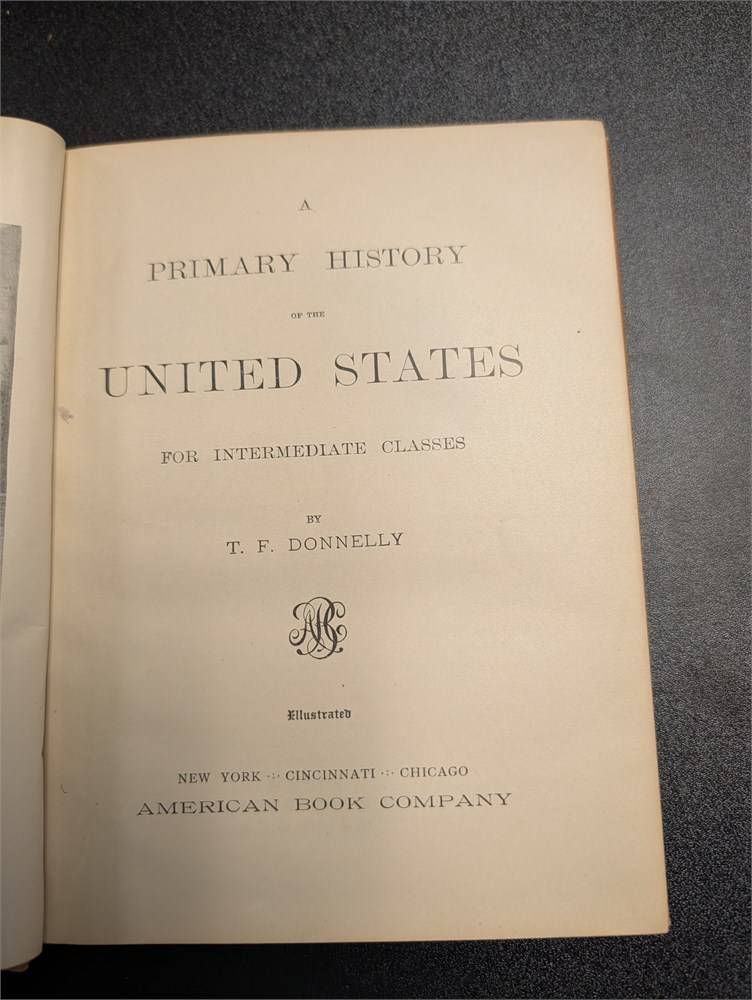 A
PRIMARY HISTORY
OF THE
UNITED STATES
FOR INTERMEDIATE CLASSES
BY
T. F. DONNELLY
ABC
Illustrated
NEW YORK ·:· CINCINNATI ·:· CHICAGO
AMERICAN BOOK COMPANY